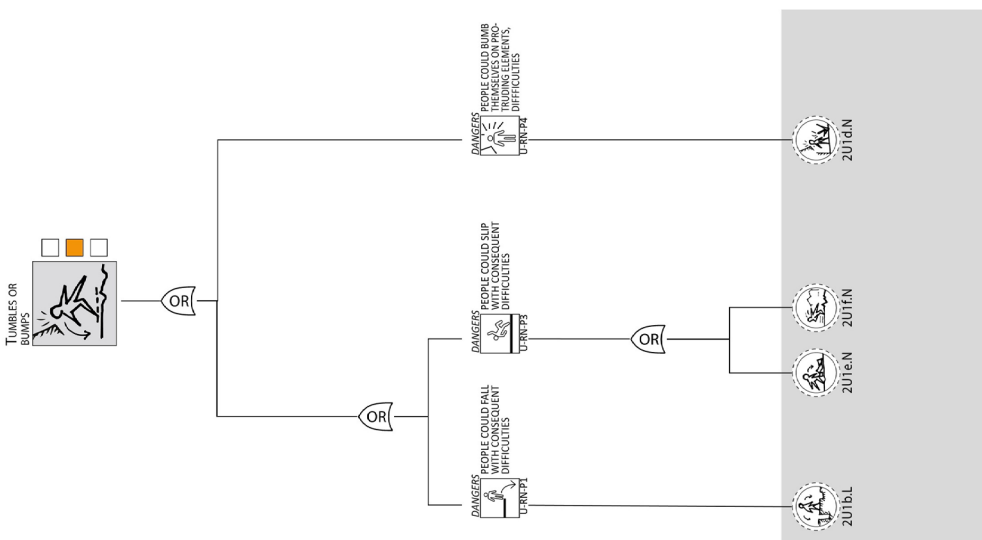 TUMBLES OR
BUMPS
OR
OR
DANGERS
PEOPLE COULD BUMB
THEMSELVES ON PRO-
TRUDING ELEMENTS,
DIFFFICULTIES
U-RN-P4
DANGERS
PEOPLE COULD SLIP
WITH CONSEQUENT
DIFFICULTIES
U-RN-P3
DANGERS
PEOPLE COULD FALL
WITH CONSEQUENT
DIFFICULTIES
U-RN-P1
OR
2U1d.N
2U1f.N
2U1e.N
2U1b.L